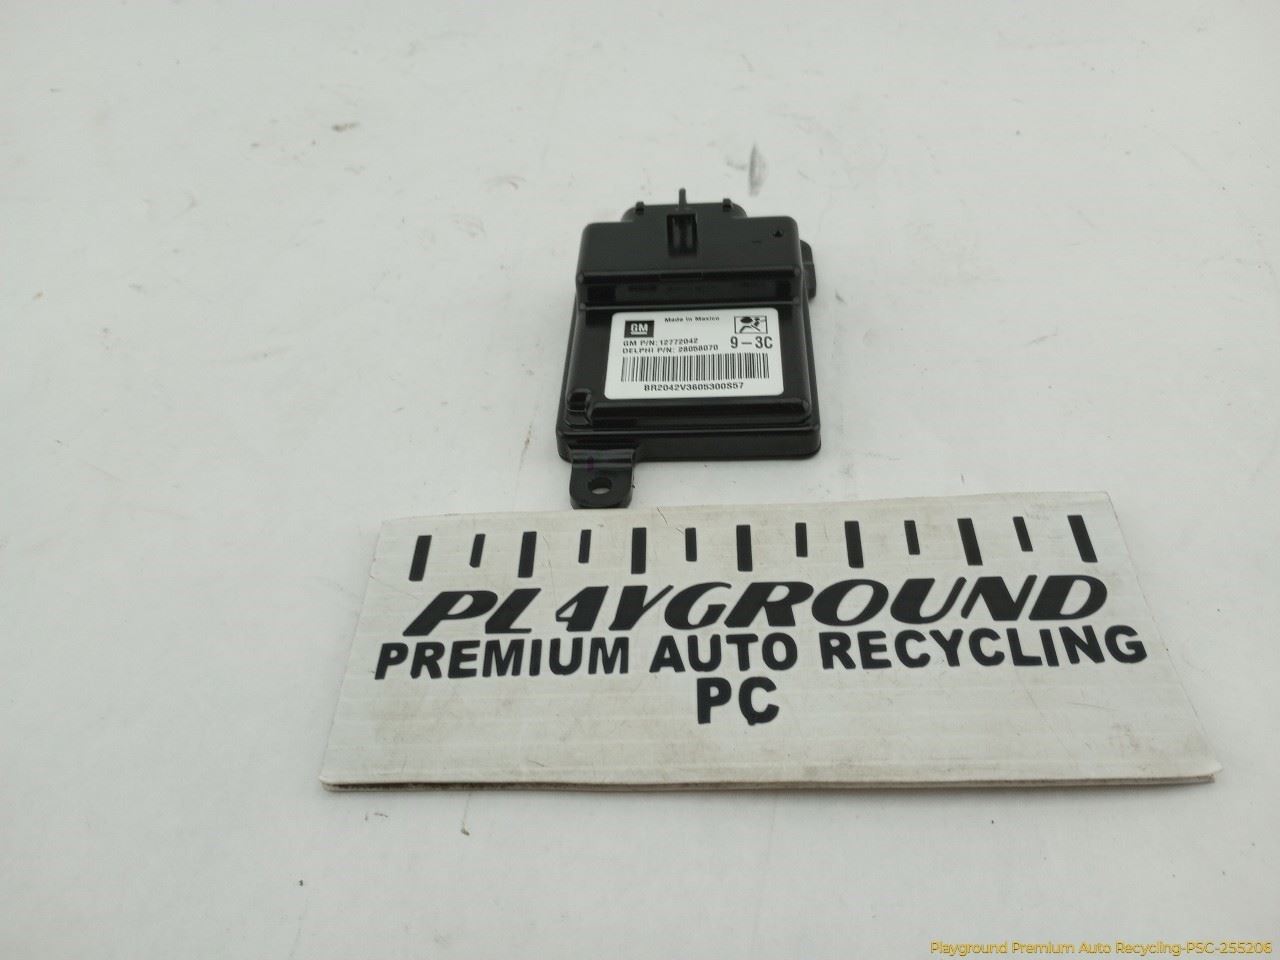 GM
Made in Mexico
GM P/N:12772042
DELPHI P/N: 28058070
9-3C
BR2042V3605300S57
PLAYGROUND
PREMIUM AUTO RECYCLING
PC
Playground Premium Auto Recycling-PSC-255206